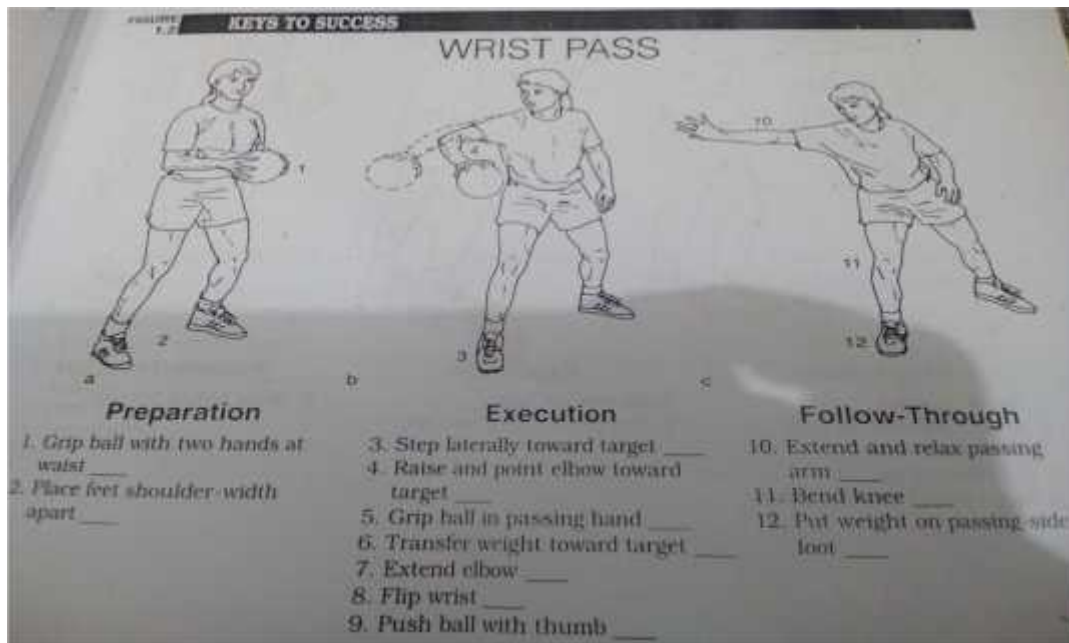 FIGURE
1.2
KEYS TO SUCCESS
WRIST PASS
1
2
a
4
3
b
10
11
12
c
Preparation
1. Grip ball with two hands at
waist ____
2. Place feet shoulder-width
apart ____
Execution
3. Step laterally toward target ____
4. Raise and point elbow toward
target ____
5. Grip ball in passing hand ____
6. Transfer weight toward target ____
7. Extend elbow ____
8. Flip wrist ____
9. Push ball with thumb ____
Follow-Through
10. Extend and relax passing
arm ____
11. Bend knee ____
12. Put weight on passing-side
foot ____